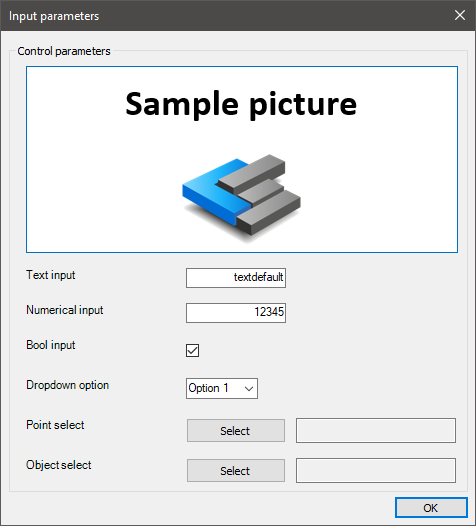 Input parameters
Control parameters
Sample picture
Text input textdefault
Numerical input 12345
Bool input
Dropdown option Option 1
Point select Select
Object select Select
OK